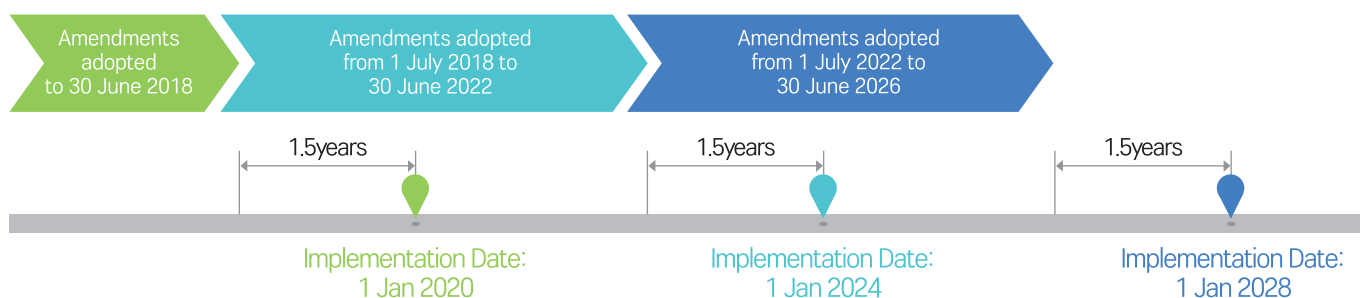 Amendments
adopted
to 30 June 2018
Amendments adopted
from 1 July 2018 to
30 June 2022
Amendments adopted
from 1 July 2022 to
30 June 2026
1.5years
1.5years
1.5years
Implementation Date:
1 Jan 2020
Implementation Date:
1 Jan 2024
Implementation Date:
1 Jan 2028